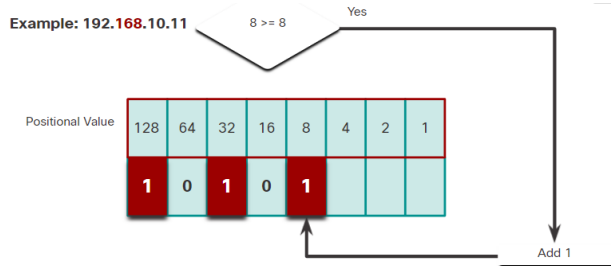 Yes
Example: 192.168.10.11
8 >= 8
Positional Value
128 64 32 16 8 4 2 1
1 0 1 0 1
Add 1